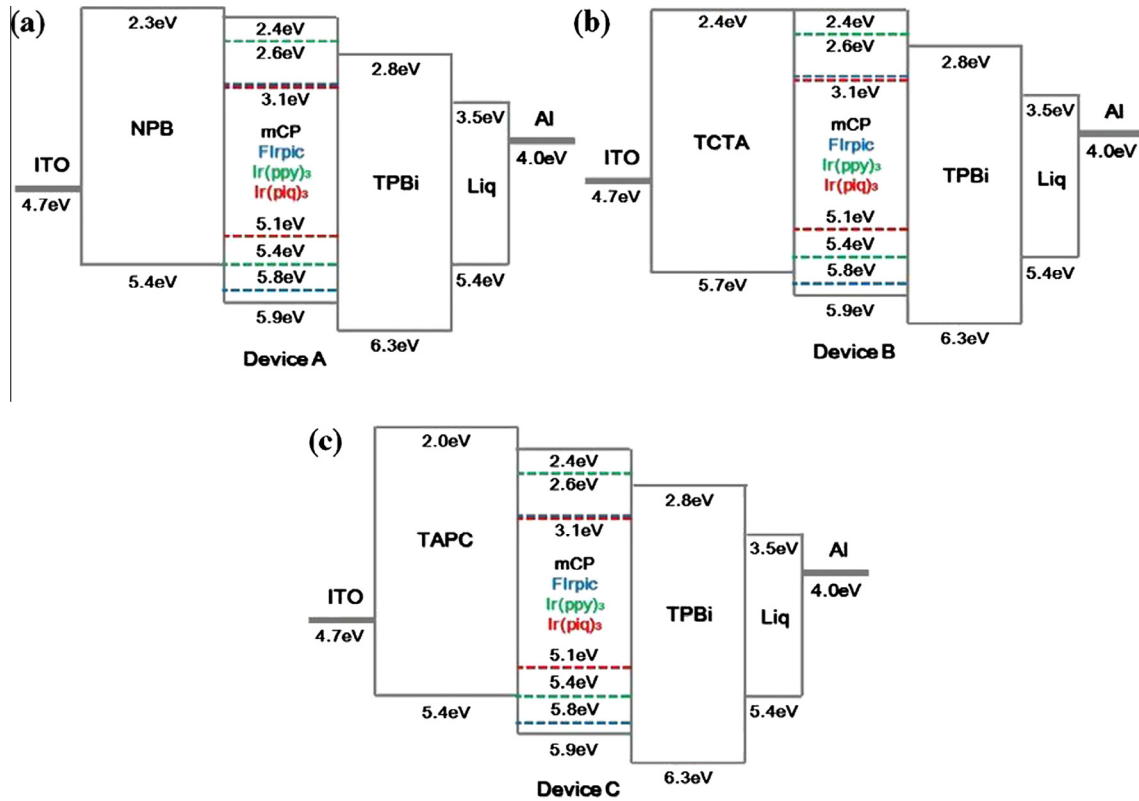 (a)
2.3eV
2.4eV
2.6eV
2.8eV
3.1eV
3.5eV
Al
4.0eV
NPB
mCP
FIrpic
Ir(ppy)₃
Ir(piq)₃
TPBi
Liq
ITO
4.7eV
5.1eV
5.4eV
5.8eV
5.4eV
5.4eV
5.9eV
6.3eV
Device A
(b)
2.4eV
2.4eV
2.6eV
2.8eV
3.1eV
3.5eV
Al
4.0eV
TCTA
mCP
FIrpic
Ir(ppy)₃
Ir(piq)₃
TPBi
Liq
ITO
4.7eV
5.1eV
5.4eV
5.8eV
5.7eV
5.4eV
5.9eV
6.3eV
Device B
(c)
2.0eV
2.4eV
2.6eV
2.8eV
3.1eV
3.5eV
Al
4.0eV
TAPC
mCP
FIrpic
Ir(ppy)₃
Ir(piq)₃
TPBi
Liq
ITO
4.7eV
5.1eV
5.4eV
5.8eV
5.4eV
5.4eV
5.9eV
6.3eV
Device C